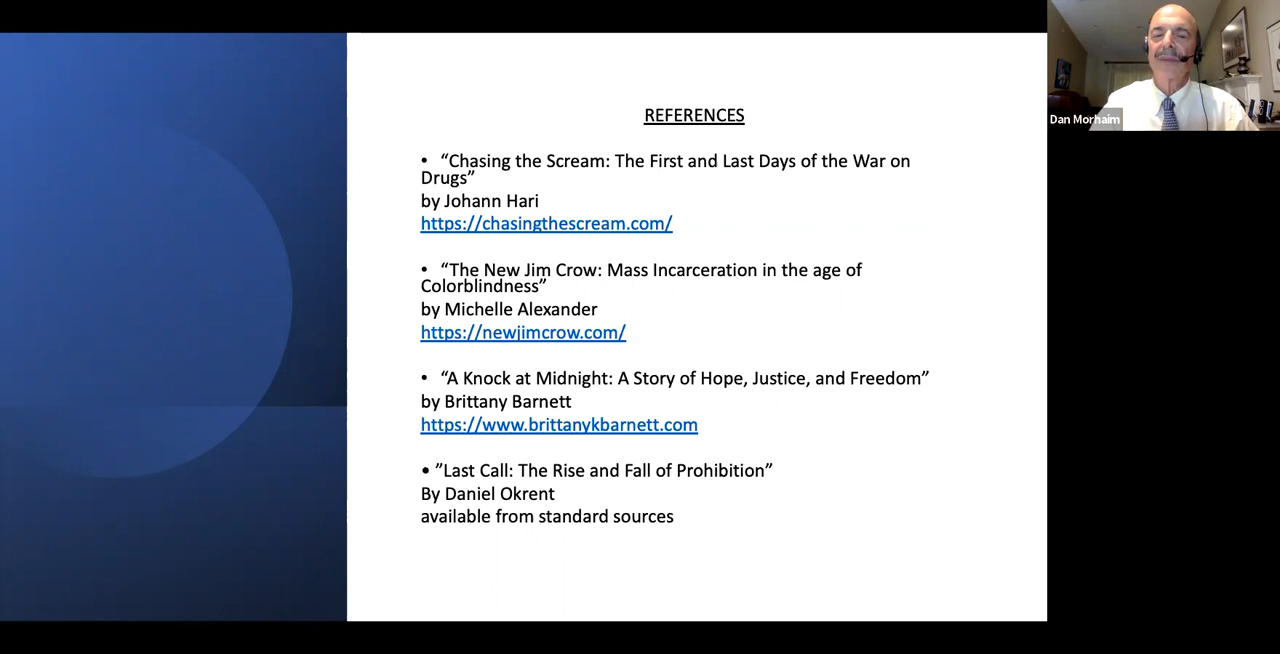 REFERENCES
• “Chasing the Scream: The First and Last Days of the War on
Drugs”
by Johann Hari
https://chasingthescream.com/
• “The New Jim Crow: Mass Incarceration in the age of
Colorblindness”
by Michelle Alexander
https://newjimcrow.com/
• “A Knock at Midnight: A Story of Hope, Justice, and Freedom”
by Brittany Barnett
https://www.brittanykbarnett.com
• ”Last Call: The Rise and Fall of Prohibition”
By Daniel Okrent
available from standard sources
Dan Morhaim